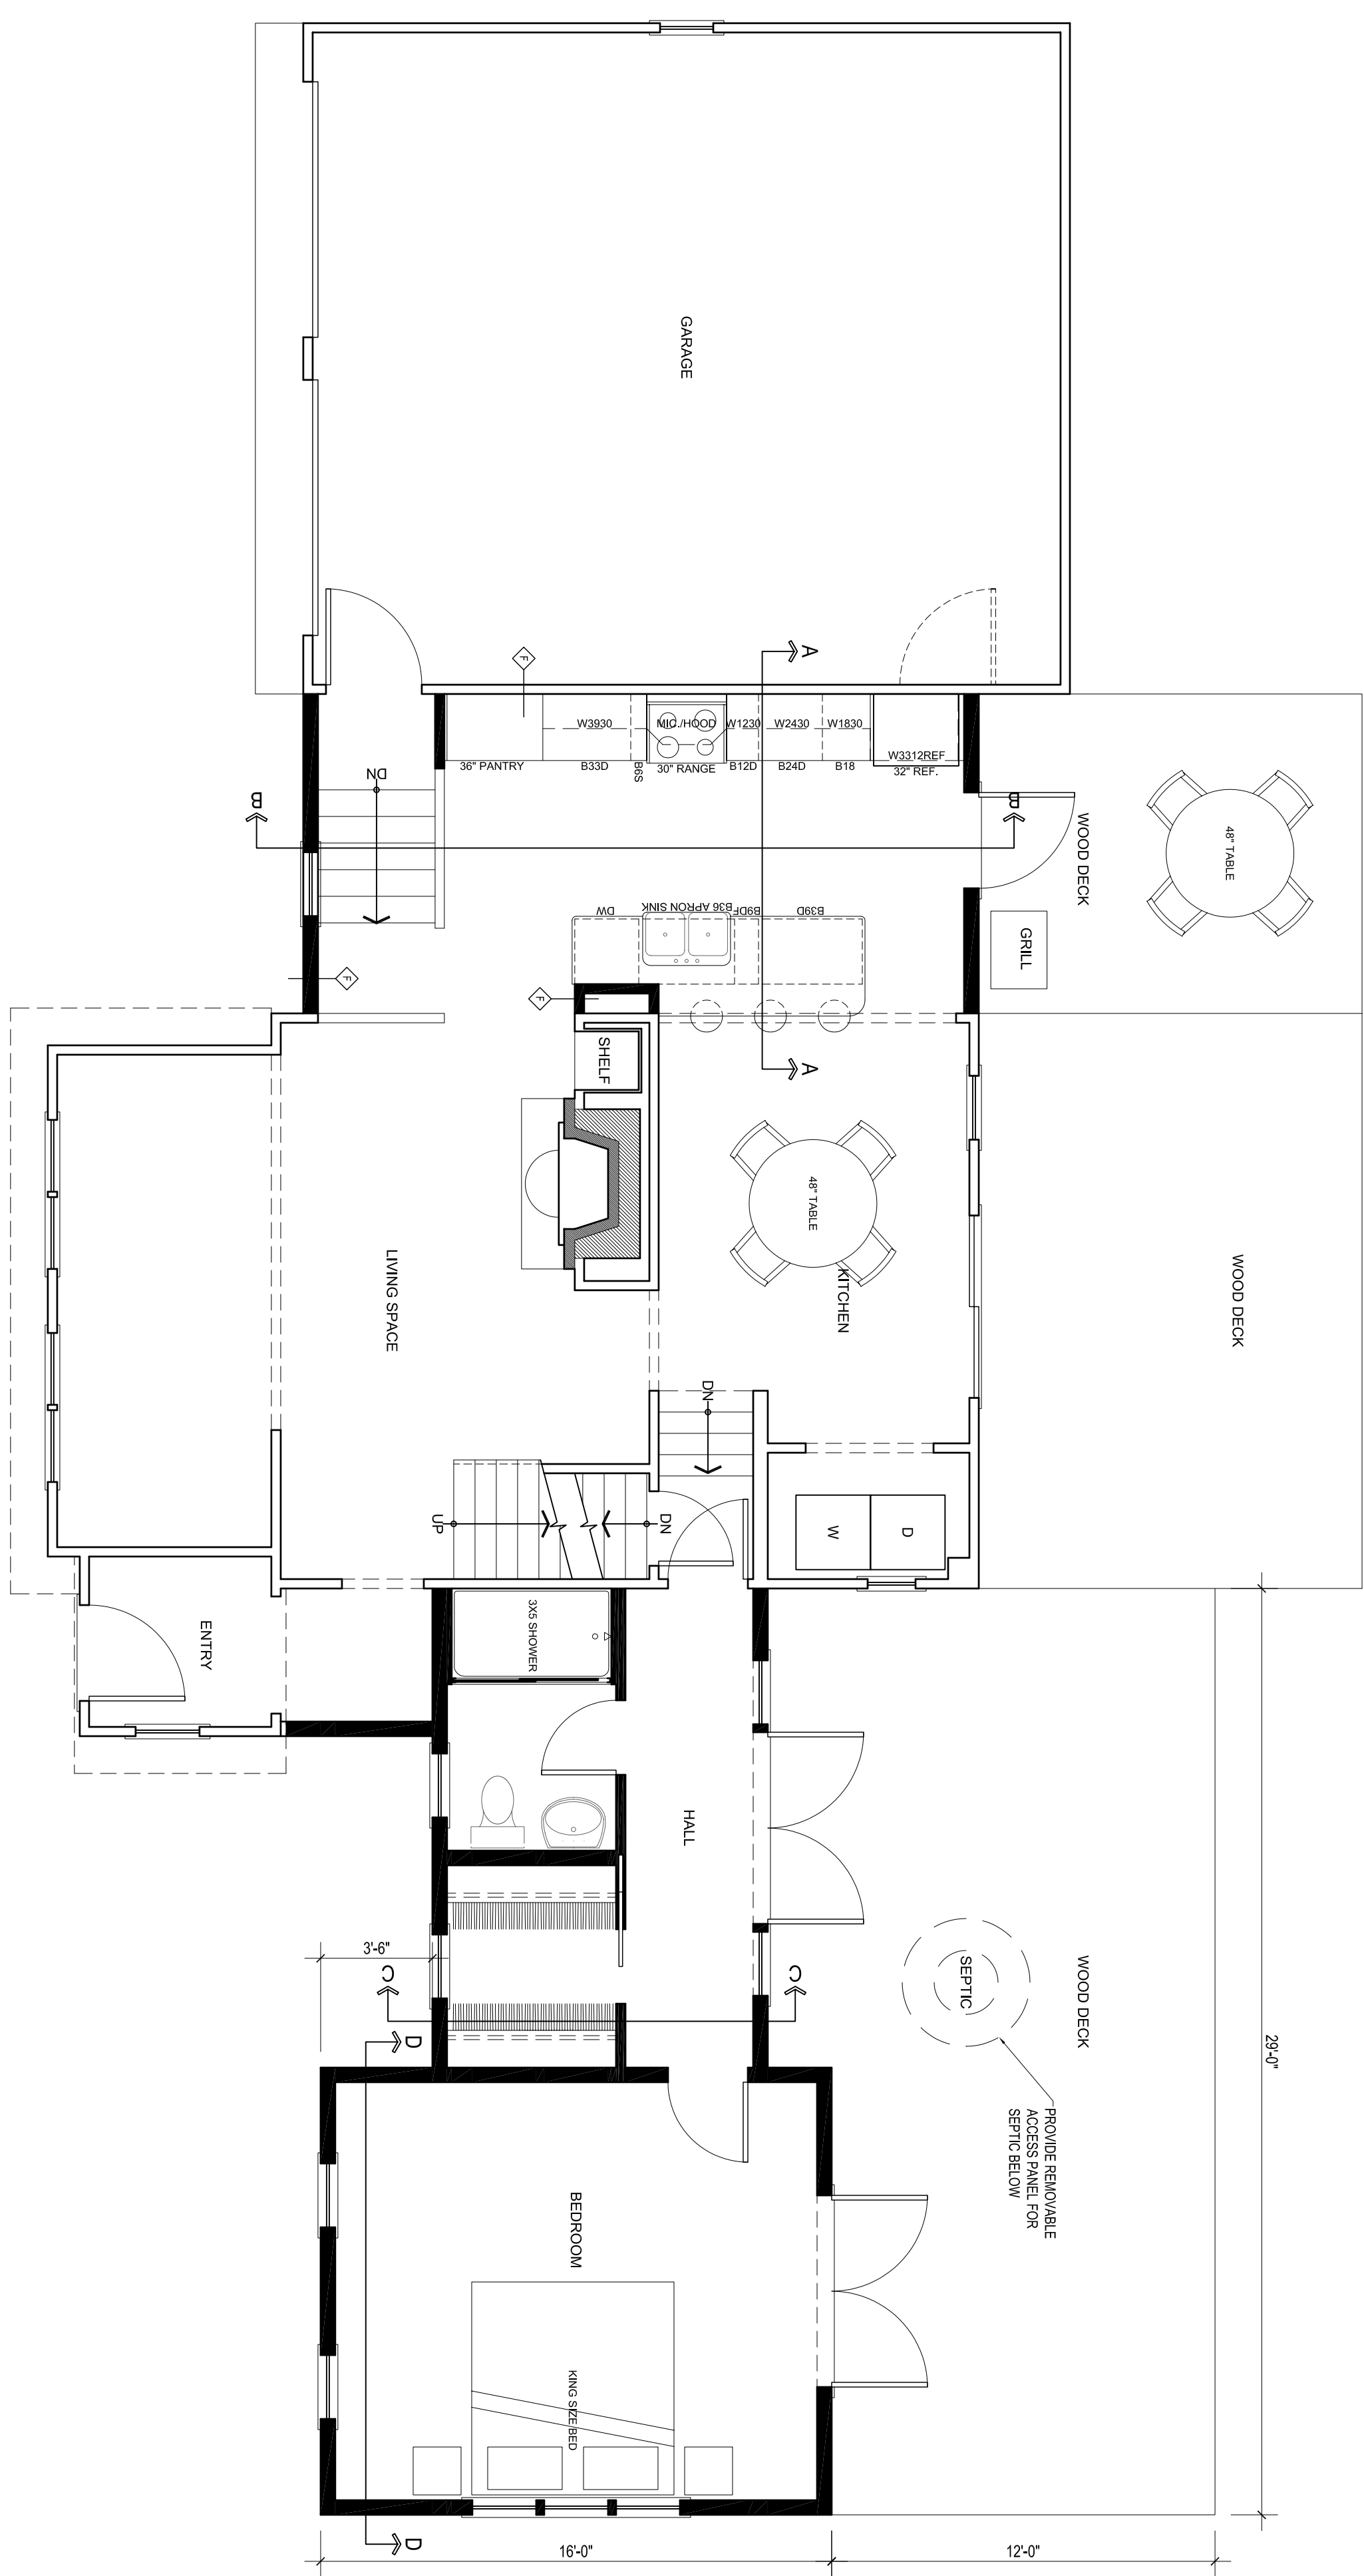 GARAGE
A
F
W3930
MIC./HOOD
W1230
W2430
W1830
W3312REF
36" PANTRY
B33D
B6S
30" RANGE
B12D
B24D
B18
32" REF.
DN
B
B
WOOD DECK
48" TABLE
DW
B36 APRON SINK
B9DF
B39D
GRILL
F
F
SHELF
A
48" TABLE
KITCHEN
LIVING SPACE
WOOD DECK
DN
UP
DN
W
D
ENTRY
3X5 SHOWER
HALL
SEPTIC
WOOD DECK
29'-0"
3'-6"
C
C
D
PROVIDE REMOVABLE
ACCESS PANEL FOR
SEPTIC BELOW
BEDROOM
KING SIZE BED
D
16'-0"
12'-0"